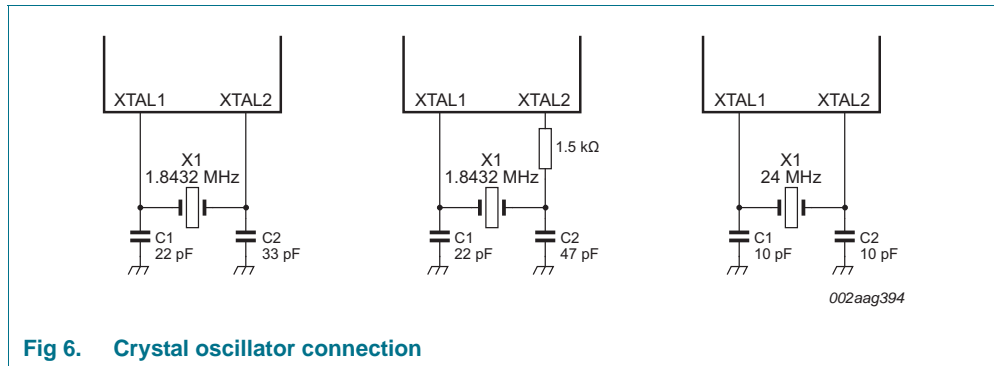 XTAL1 XTAL2
X1
1.8432 MHz
C1
22 pF
C2
33 pF
XTAL1 XTAL2
1.5 kΩ
X1
1.8432 MHz
C1
22 pF
C2
47 pF
XTAL1 XTAL2
X1
24 MHz
C1
10 pF
C2
10 pF
002aag394
Fig 6. Crystal oscillator connection